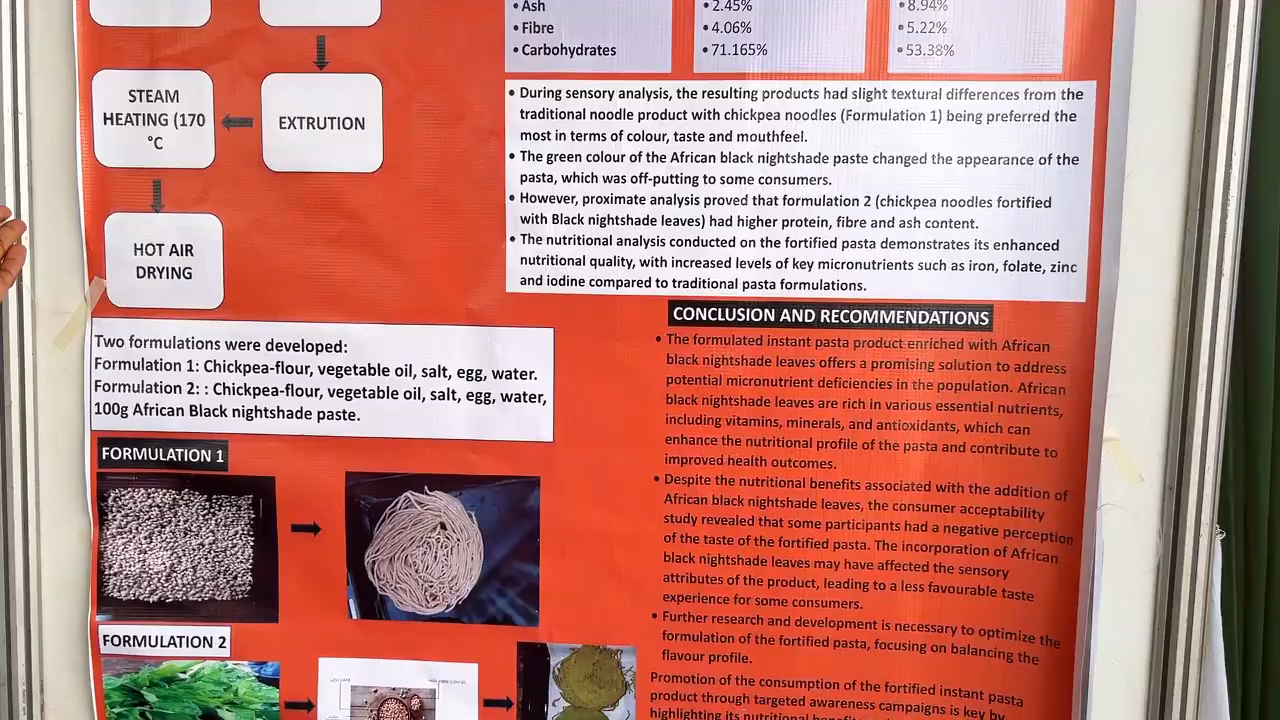 • Ash
• 2.45%
• 8.94%
• Fibre
• 4.06%
• 5.22%
• Carbohydrates
• 71.165%
• 53.38%
STEAM
HEATING (170
°C
EXTRUTION
HOT AIR
DRYING
• During sensory analysis, the resulting products had slight textural differences from the
traditional noodle product with chickpea noodles (Formulation 1) being preferred the
most in terms of colour, taste and mouthfeel.
• The green colour of the African black nightshade paste changed the appearance of the
pasta, which was off-putting to some consumers.
• However, proximate analysis proved that formulation 2 (chickpea noodles fortified
with Black nightshade leaves) had higher protein, fibre and ash content.
• The nutritional analysis conducted on the fortified pasta demonstrates its enhanced
nutritional quality, with increased levels of key micronutrients such as iron, folate, zinc
and iodine compared to traditional pasta formulations.
Two formulations were developed:
Formulation 1: Chickpea-flour, vegetable oil, salt, egg, water.
Formulation 2: : Chickpea-flour, vegetable oil, salt, egg, water,
100g African Black nightshade paste.
FORMULATION 1
FORMULATION 2
CONCLUSION AND RECOMMENDATIONS
• The formulated instant pasta product enriched with African
black nightshade leaves offers a promising solution to address
potential micronutrient deficiencies in the population. African
black nightshade leaves are rich in various essential nutrients,
including vitamins, minerals, and antioxidants, which can
enhance the nutritional profile of the pasta and contribute to
improved health outcomes.
• Despite the nutritional benefits associated with the addition of
African black nightshade leaves, the consumer acceptability
study revealed that some participants had a negative perception
of the taste of the fortified pasta. The incorporation of African
black nightshade leaves may have affected the sensory
attributes of the product, leading to a less favourable taste
experience for some consumers.
• Further research and development is necessary to optimize the
formulation of the fortified pasta, focusing on balancing the
flavour profile.
Promotion of the consumption of the fortified instant pasta
product through targeted awareness campaigns is key by
highlighting its nutritional